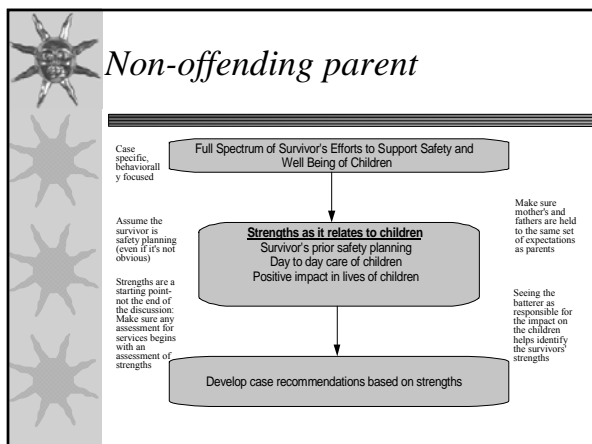 Non-offending parent
Case
specific,
behaviorall
y focused
Full Spectrum of Survivor's Efforts to Support Safety and
Well Being of Children
Assume the
survivor is
safety planning
(even if it's not
obvious)
Strengths are a
starting point-
not the end of
the discussion:
Make sure any
assessment for
services begins
with an
assessment of
strengths
Strengths as it relates to children
Survivor's prior safety planning
Day to day care of children
Positive impact in lives of children
Make sure
mother's and
fathers are held
to the same set
of expectations
as parents
Seeing the
batterer as
responsible for
the impact on
the children
helps identify
the survivors'
strengths
Develop case recommendations based on strengths